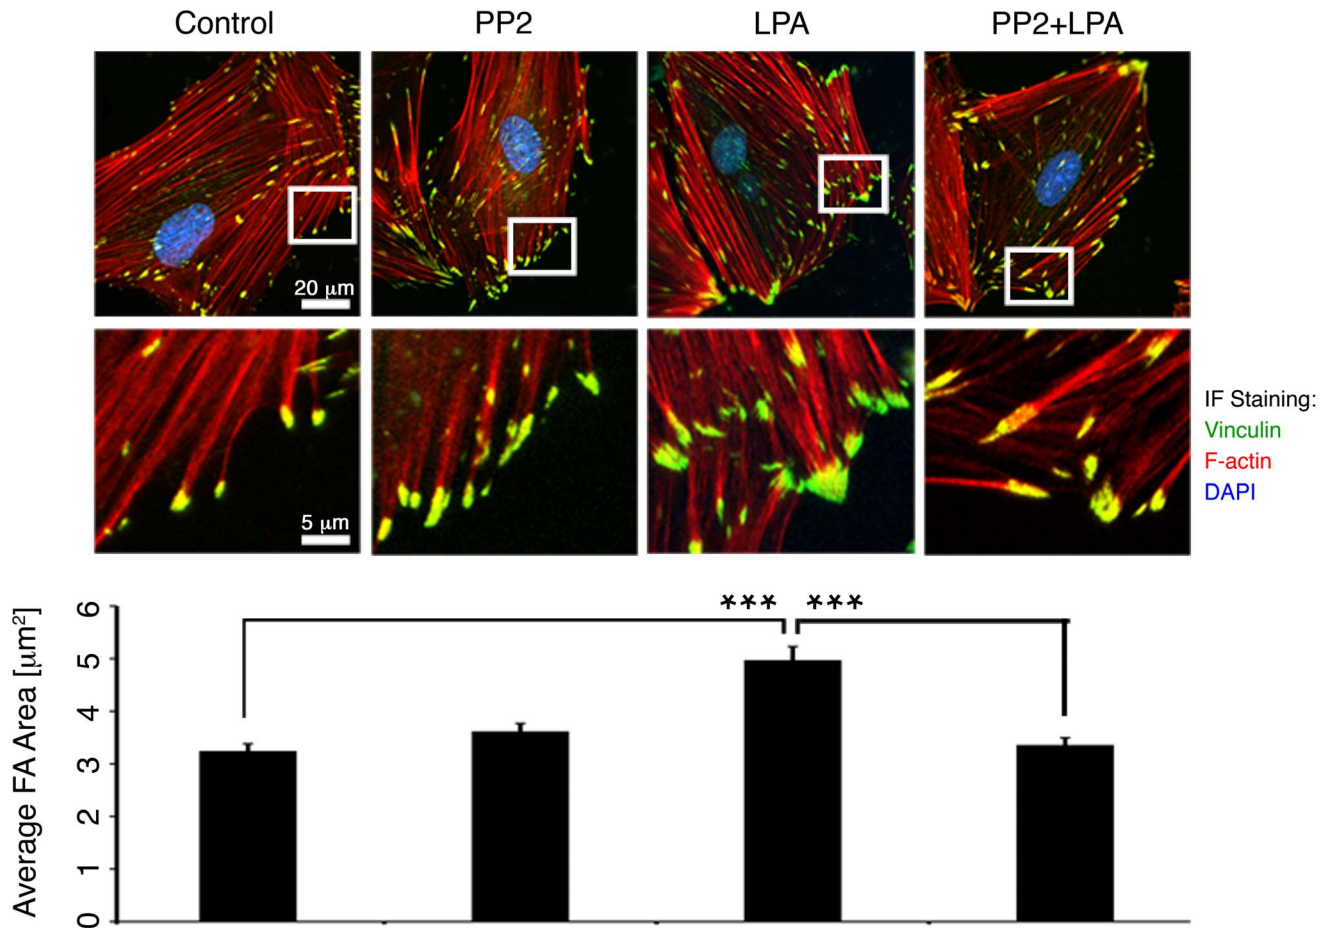 Control
PP2
LPA
PP2+LPA
20 μm
5 μm
IF Staining:
Vinculin
F-actin
DAPI
Average FA Area [μm²]
6
5
4
3
2
1
0
*** ***